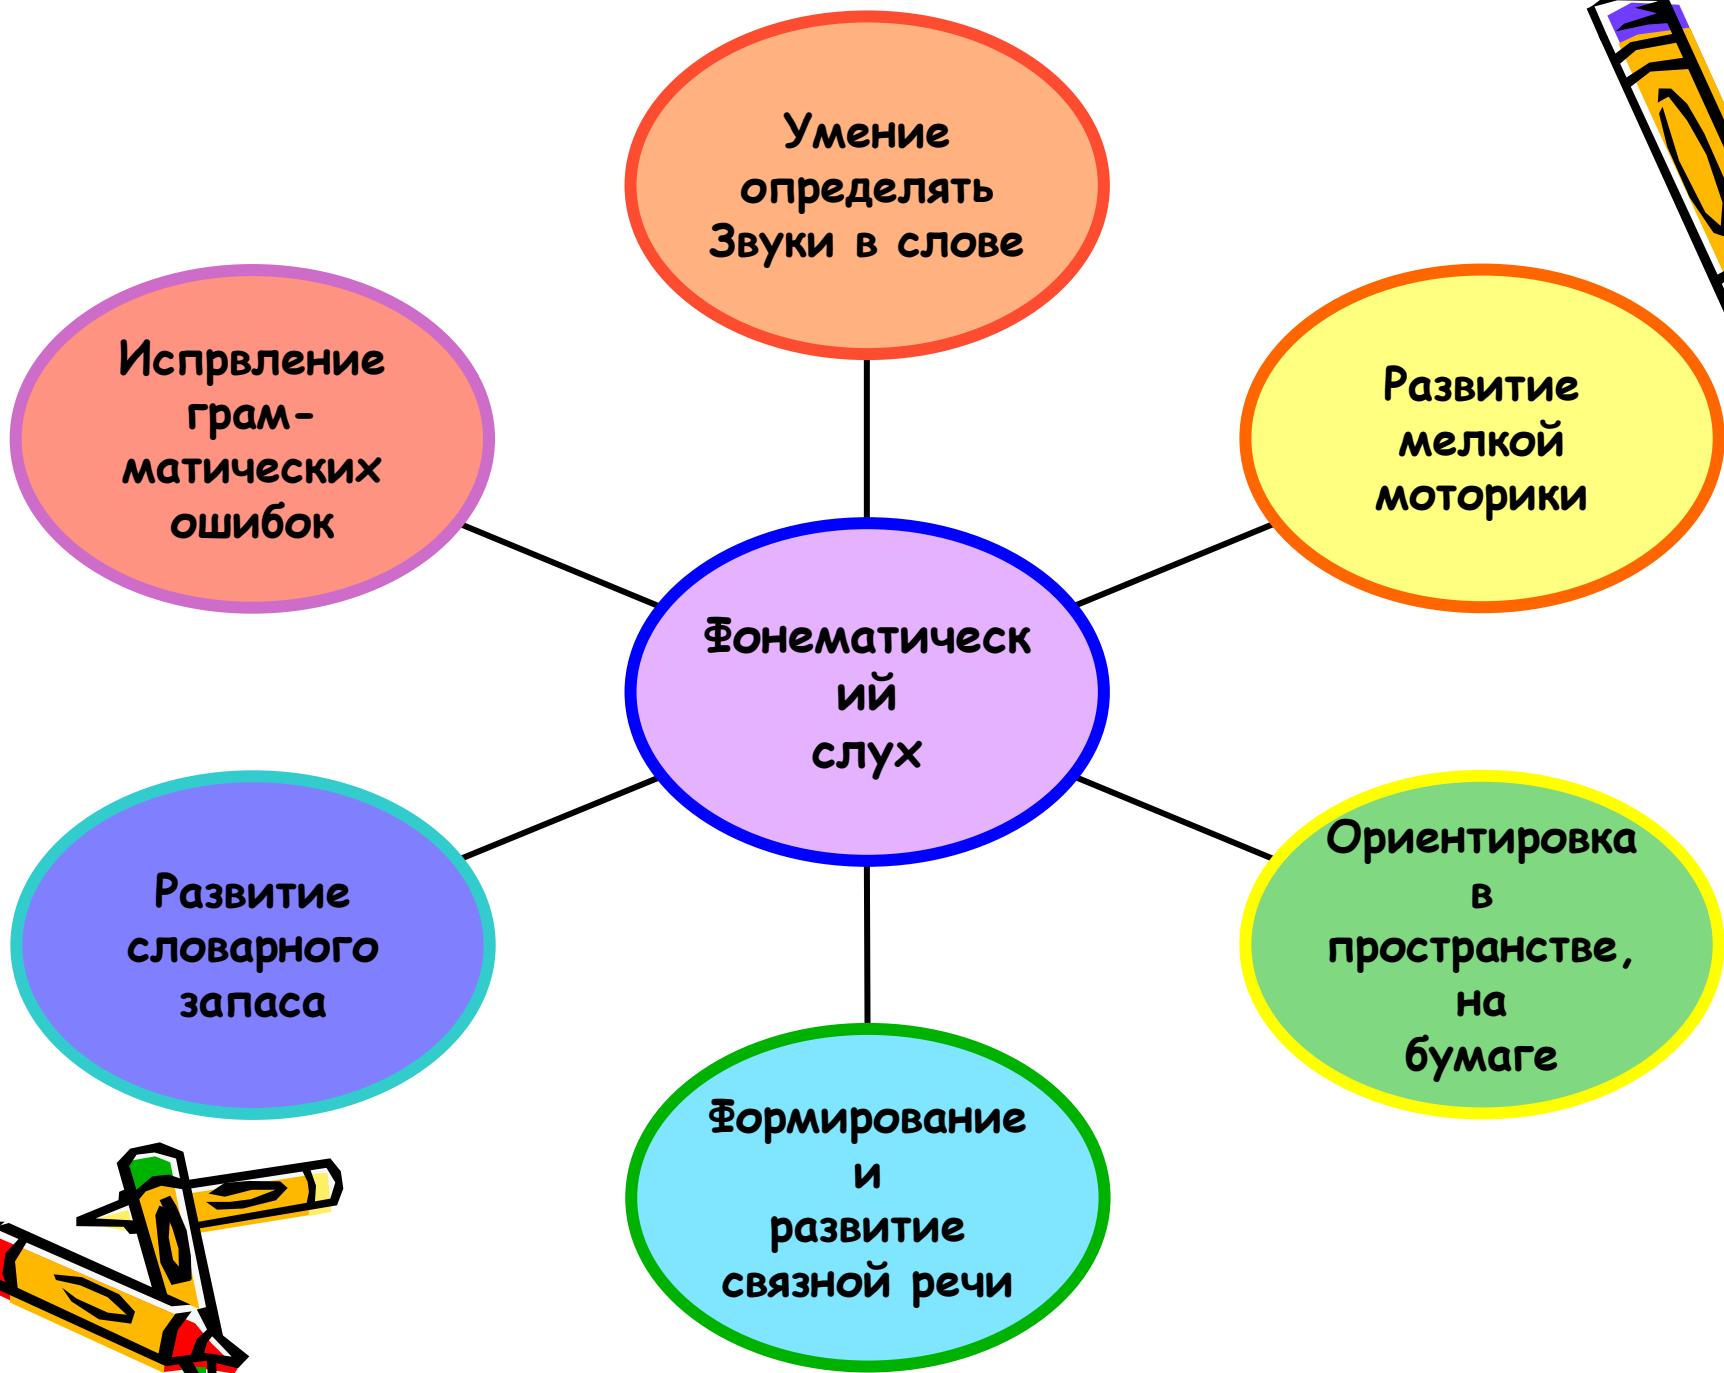 Умение
определять
Звуки в слове
Испрвление
грам-
матических
ошибок
Развитие
мелкой
моторики
Фонематическ
ий
слух
Развитие
словарного
запаса
Ориентировка
в
пространстве,
на
бумаге
Формирование
и
развитие
связной речи